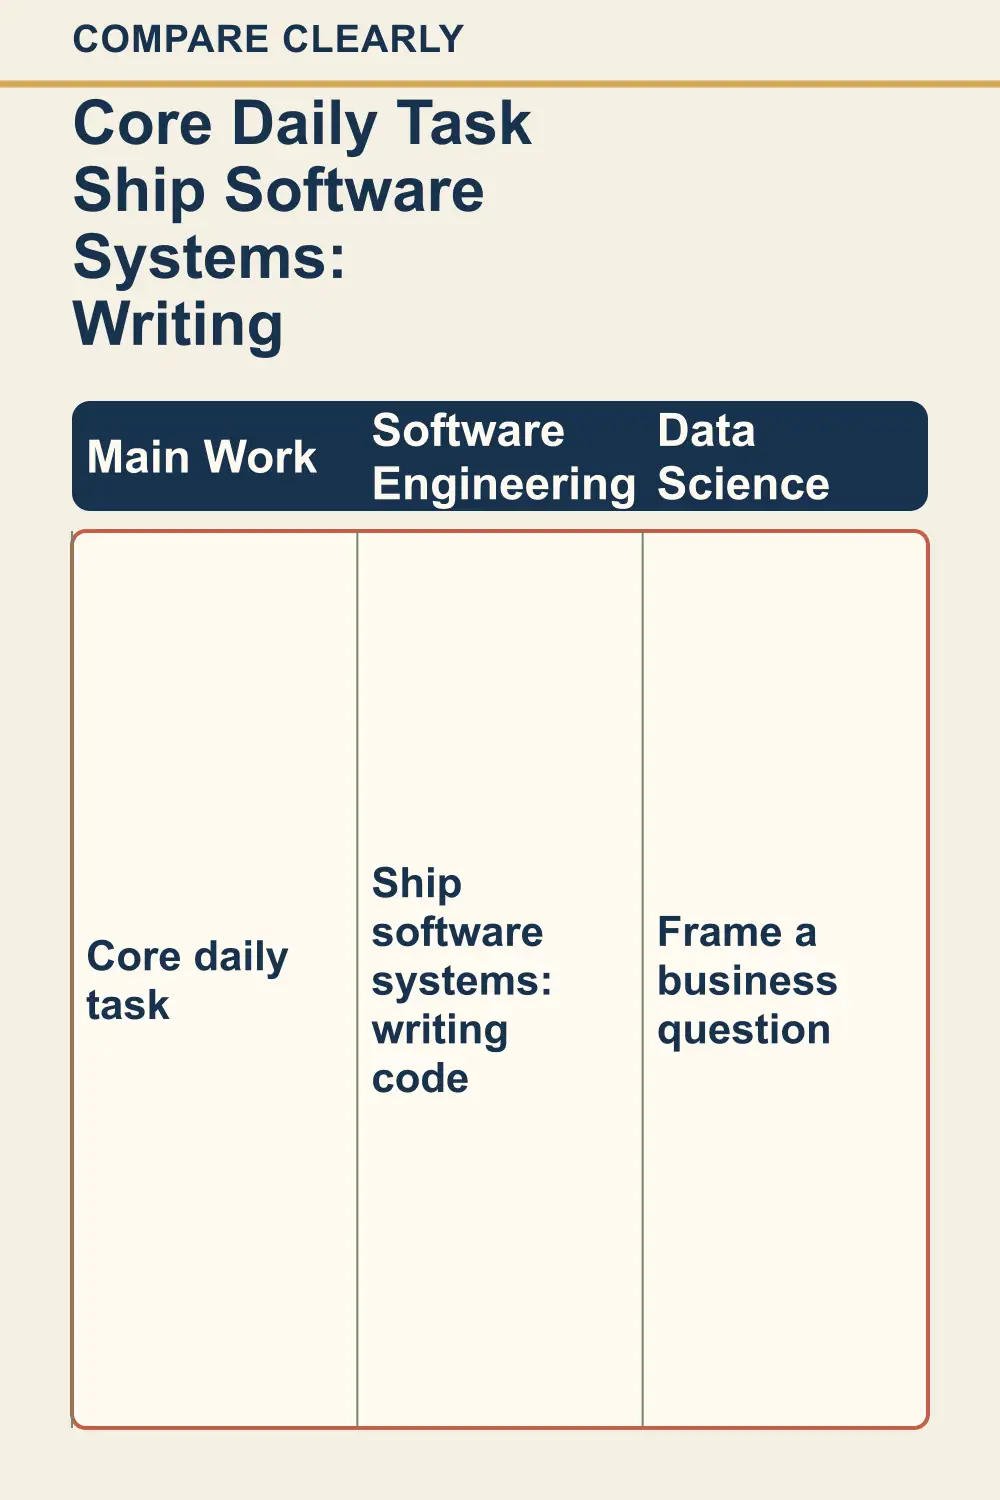 COMPARE CLEARLY
Core Daily Task
Ship Software
Systems:
Writing
Main Work
Software
Engineering
Data
Science
Core daily
task
Ship
software
systems:
writing
code
Frame a
business
question